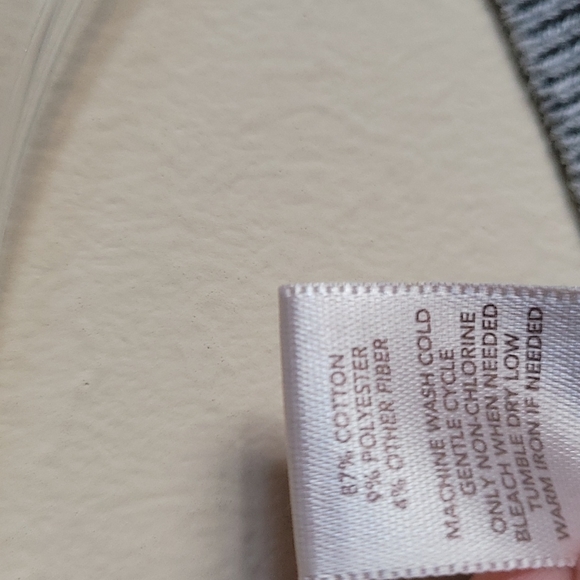 87% COTTON
9% POLYESTER
4% OTHER FIBER
MACHINE WASH COLD
GENTLE CYCLE
ONLY NON-CHLORINE
BLEACH WHEN NEEDED
TUMBLE DRY LOW
WARM IRON IF NEEDED